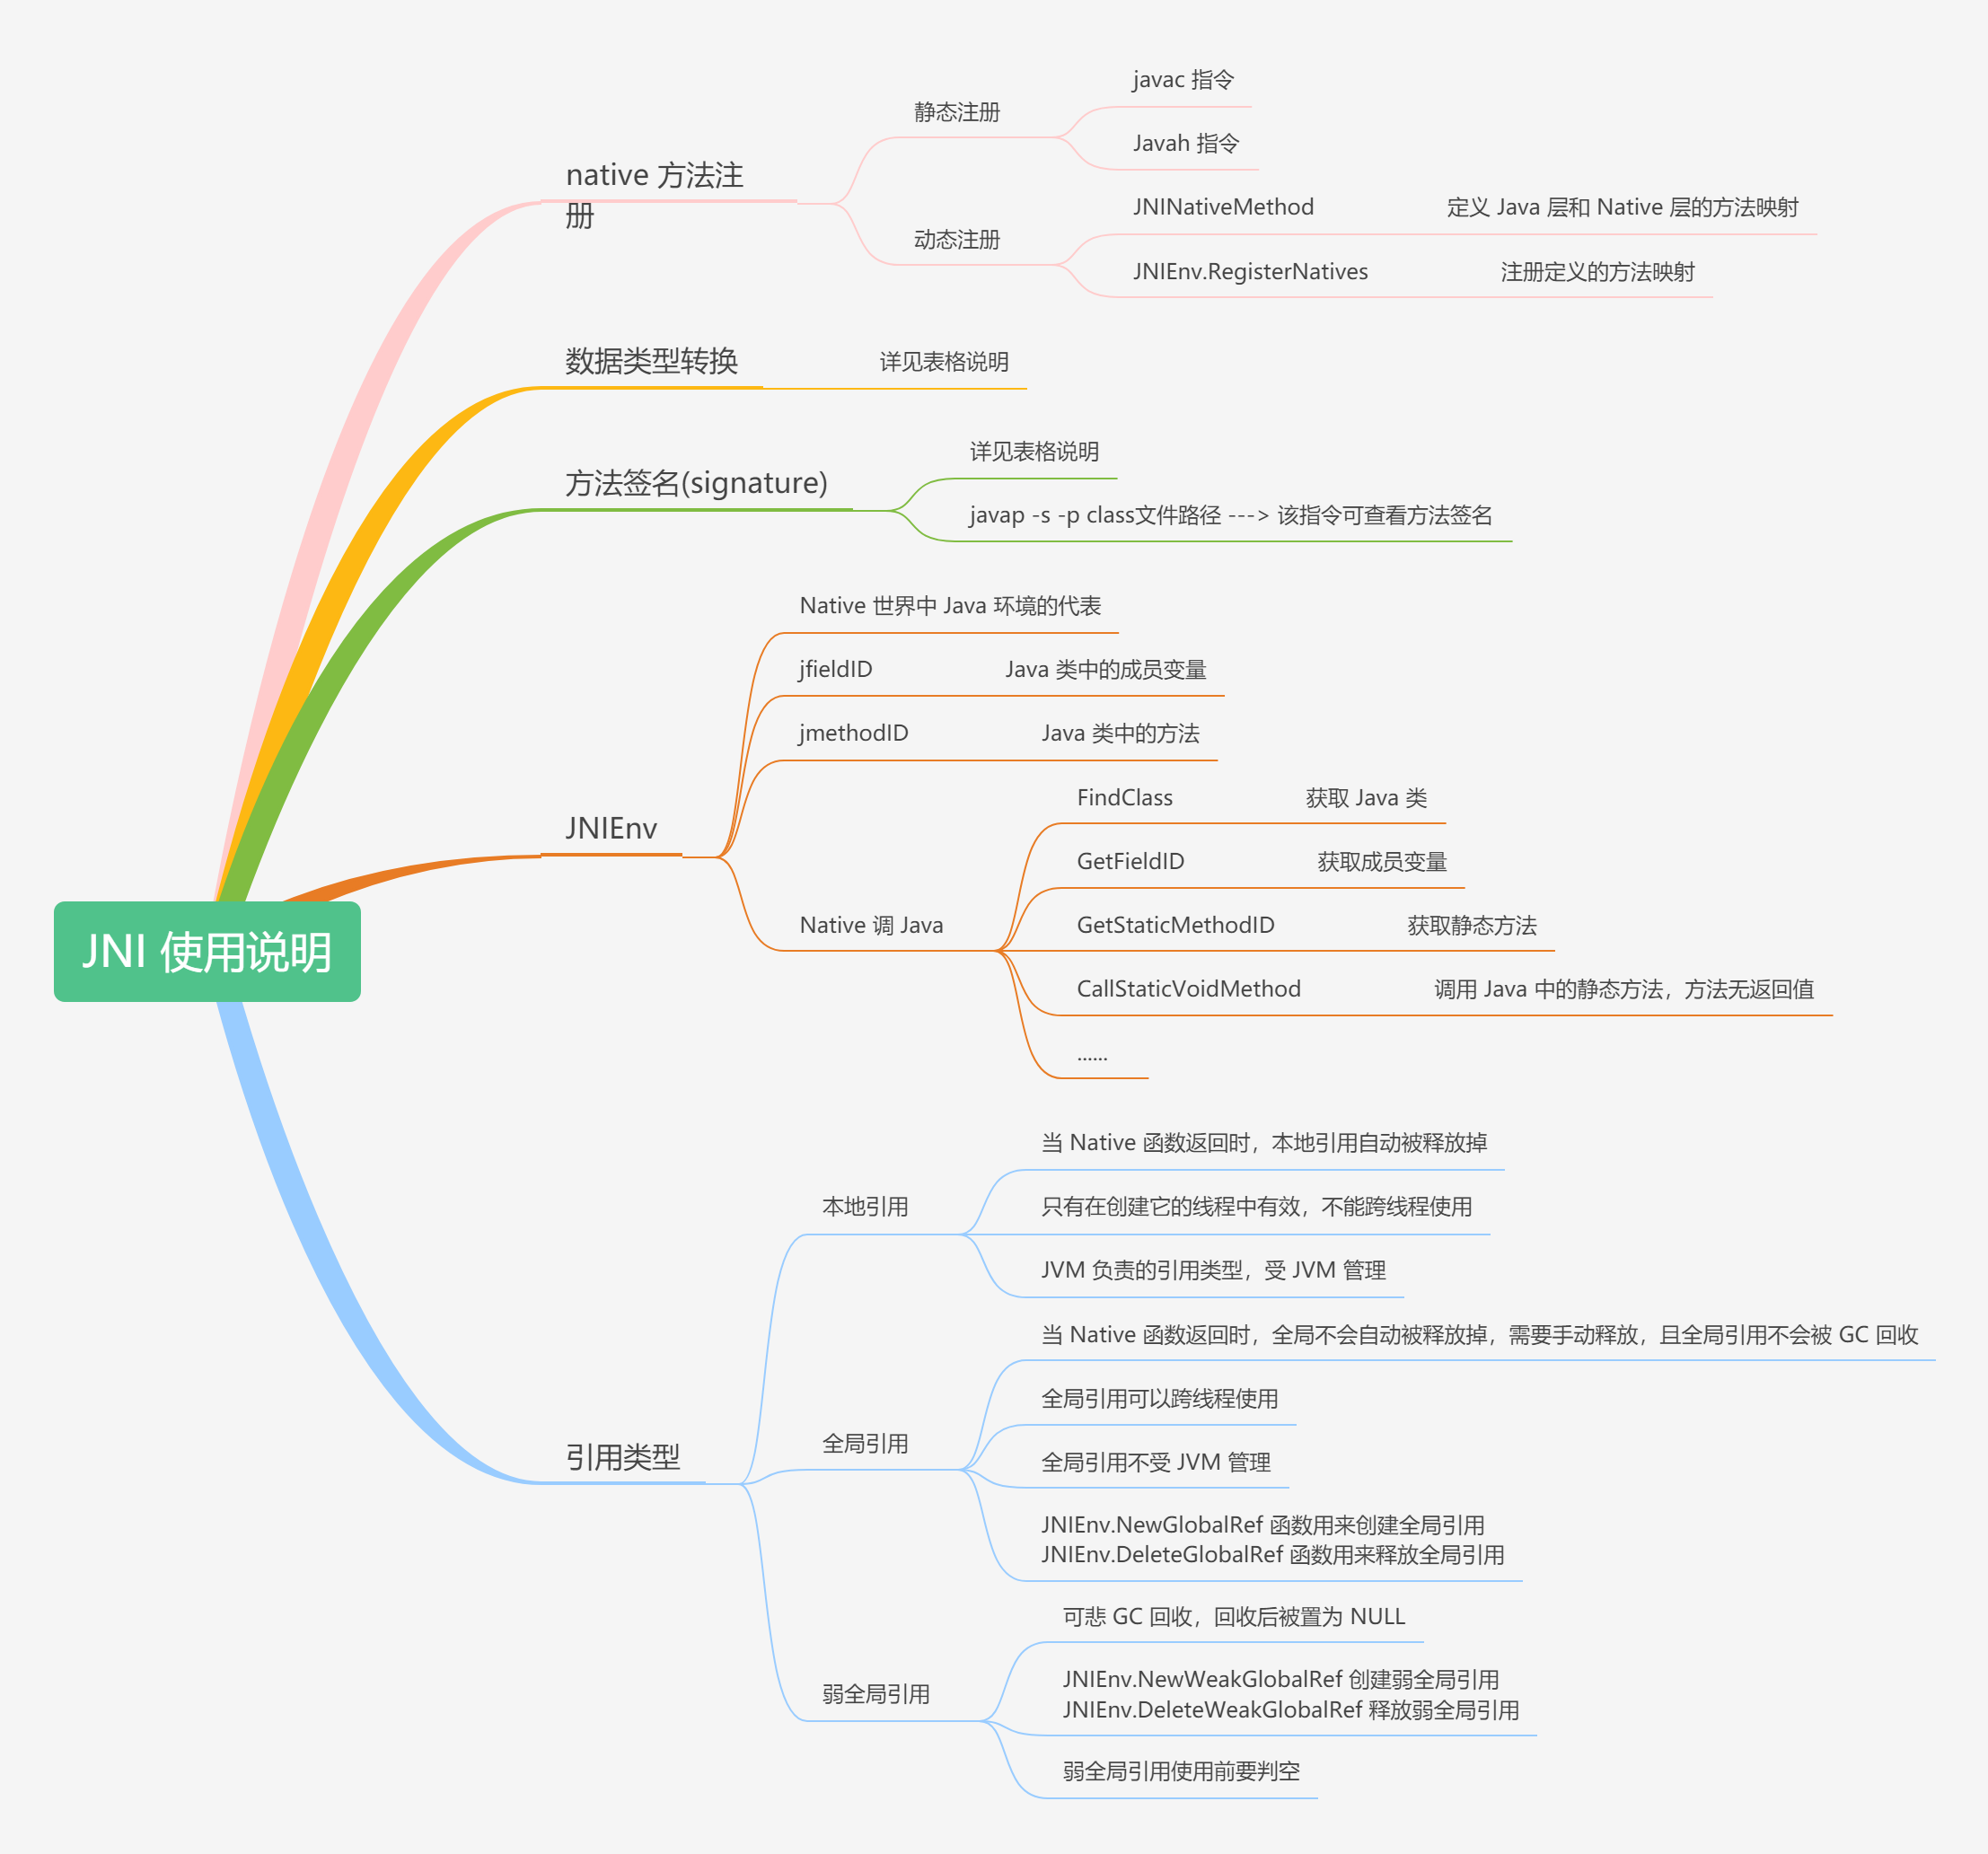 JNI 使用说明
native 方法注
册
静态注册
javac 指令
Javah 指令
动态注册
JNINativeMethod
定义 Java 层和 Native 层的方法映射
JNIEnv.RegisterNatives
注册定义的方法映射
数据类型转换
详见表格说明
方法签名(signature)
详见表格说明
javap -s -p class文件路径 ---> 该指令可查看方法签名
JNIEnv
Native 世界中 Java 环境的代表
jfieldID
Java 类中的成员变量
jmethodID
Java 类中的方法
Native 调 Java
FindClass
获取 Java 类
GetFieldID
获取成员变量
GetStaticMethodID
获取静态方法
CallStaticVoidMethod
调用 Java 中的静态方法，方法无返回值
......
引用类型
本地引用
当 Native 函数返回时，本地引用自动被释放掉
只有在创建它的线程中有效，不能跨线程使用
JVM 负责的引用类型，受 JVM 管理
全局引用
当 Native 函数返回时，全局不会自动被释放掉，需要手动释放，且全局引用不会被 GC 回收
全局引用可以跨线程使用
全局引用不受 JVM 管理
JNIEnv.NewGlobalRef 函数用来创建全局引用
JNIEnv.DeleteGlobalRef 函数用来释放全局引用
弱全局引用
可悲 GC 回收，回收后被置为 NULL
JNIEnv.NewWeakGlobalRef 创建弱全局引用
JNIEnv.DeleteWeakGlobalRef 释放弱全局引用
弱全局引用使用前要判空